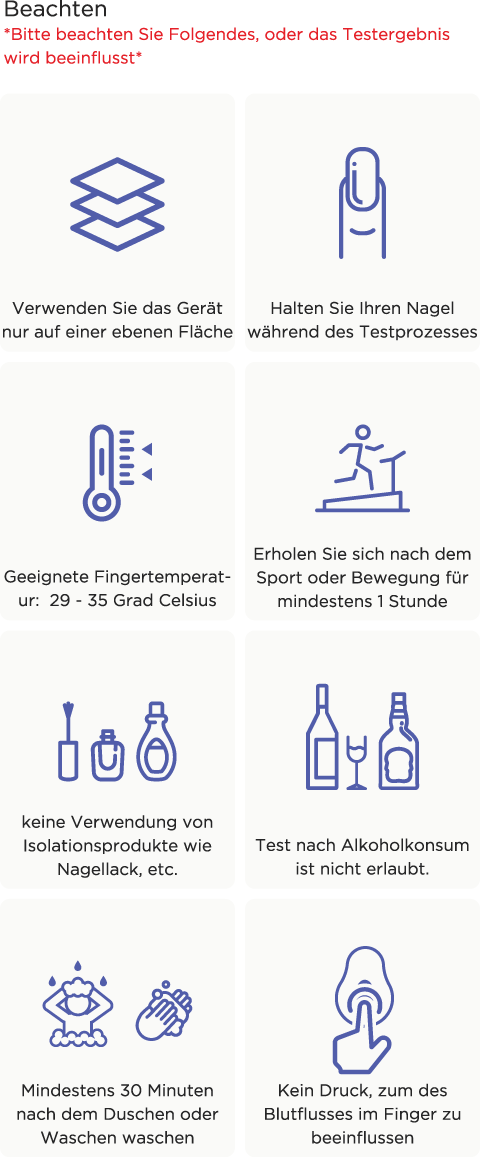 Beachten
*Bitte beachten Sie Folgendes, oder das Testergebnis
wird beeinflusst*
Verwenden Sie das Gerät
nur auf einer ebenen Fläche
Halten Sie Ihren Nagel
während des Testprozesses
Geeignete Fingertemperat-
ur: 29 - 35 Grad Celsius
Erholen Sie sich nach dem
Sport oder Bewegung für
mindestens 1 Stunde
keine Verwendung von
Isolationsprodukte wie
Nagellack, etc.
Test nach Alkoholkonsum
ist nicht erlaubt.
Mindestens 30 Minuten
nach dem Duschen oder
Waschen waschen
Kein Druck, zum des
Blutflusses im Finger zu
beeinflussen